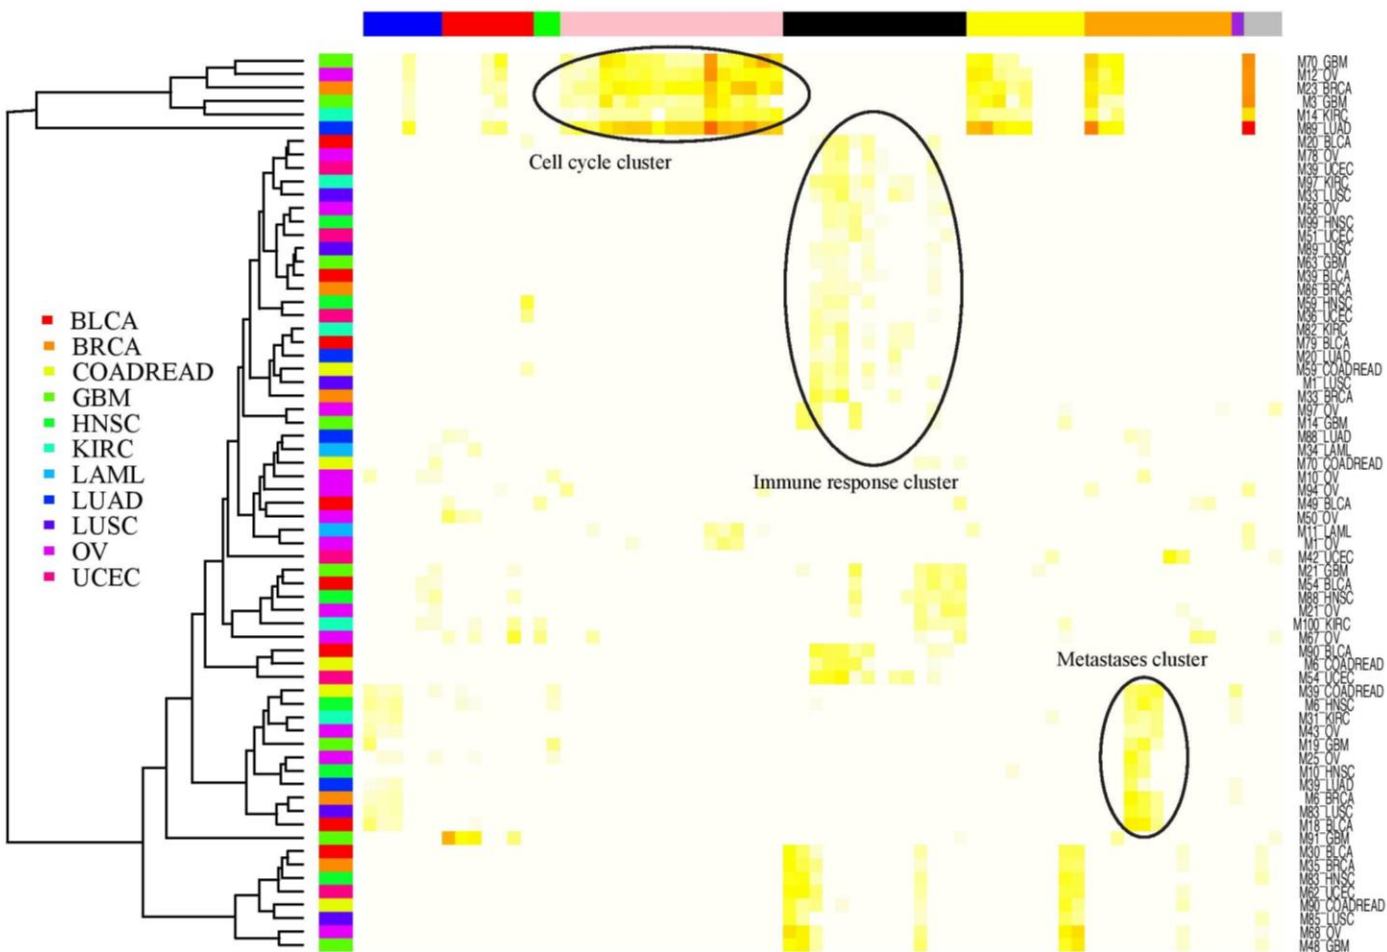 Cell cycle cluster
Immune response cluster
Metastases cluster
BLCA
BRCA
COADREAD
GBM
HNSC
KIRC
LAML
LUAD
LUSC
OV
UCEC
M70_GBM
M12_OV
M23_BRCA
M3_GBM
M14_KIRC
M89_LUAD
M20_BLCA
M78_OV
M39_UCEC
M97_KIRC
M33_LUSC
M58_OV
M99_HNSC
M51_UCEC
M89_LUSC
M63_GBM
M39_BLCA
M86_BRCA
M59_HNSC
M36_UCEC
M82_KIRC
M79_BLCA
M20_LUAD
M59_COADREAD
M1_LUSC
M33_BRCA
M97_OV
M14_GBM
M88_LUAD
M34_LAML
M70_COADREAD
M10_OV
M94_OV
M49_BLCA
M50_OV
M11_LAML
M1_OV
M42_UCEC
M21_GBM
M54_BLCA
M88_HNSC
M21_OV
M100_KIRC
M67_OV
M90_BLCA
M6_COADREAD
M54_UCEC
M39_COADREAD
M6_HNSC
M31_KIRC
M43_OV
M19_GBM
M25_OV
M10_HNSC
M39_LUAD
M6_BRCA
M83_LUSC
M18_BLCA
M91_GBM
M30_BLCA
M35_BRCA
M83_HNSC
M62_UCEC
M90_COADREAD
M85_LUSC
M68_OV
M48_GBM